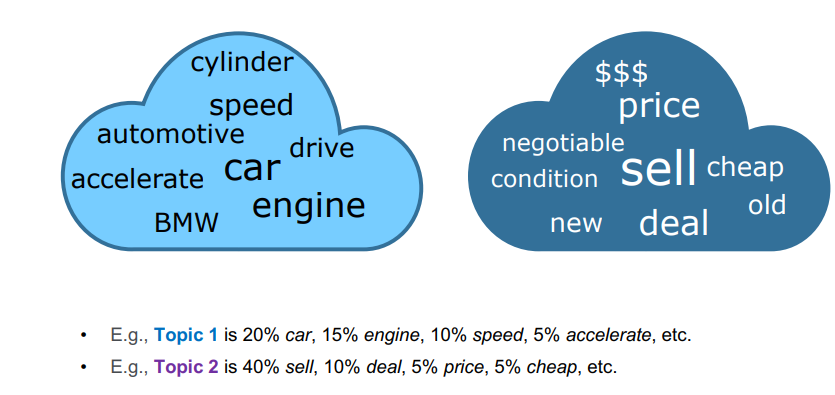 cylinder
speed
automotive
drive
accelerate
car
engine
BMW
$$$
price
negotiable
sell
cheap
condition
old
new
deal
• E.g., Topic 1 is 20% car, 15% engine, 10% speed, 5% accelerate, etc.
• E.g., Topic 2 is 40% sell, 10% deal, 5% price, 5% cheap, etc.